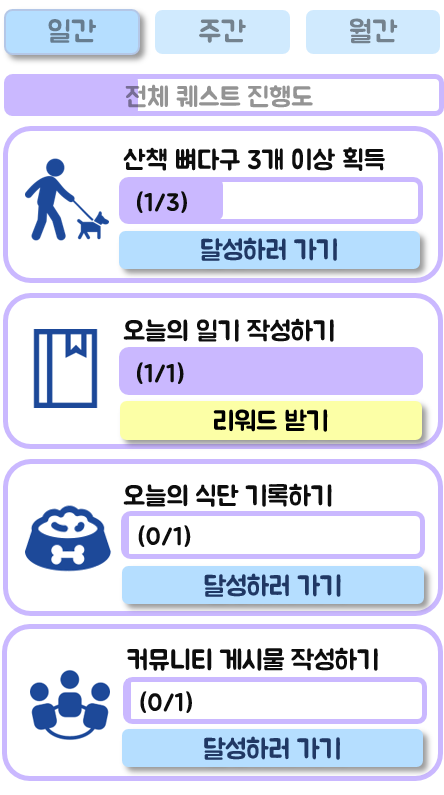 일간 주간 월간
전체 퀘스트 진행도
산책 뼈다구 3개 이상 획득
(1/3)
달성하러 가기
오늘의 일기 작성하기
(1/1)
리워드 받기
오늘의 식단 기록하기
(0/1)
달성하러 가기
커뮤니티 게시물 작성하기
(0/1)
달성하러 가기